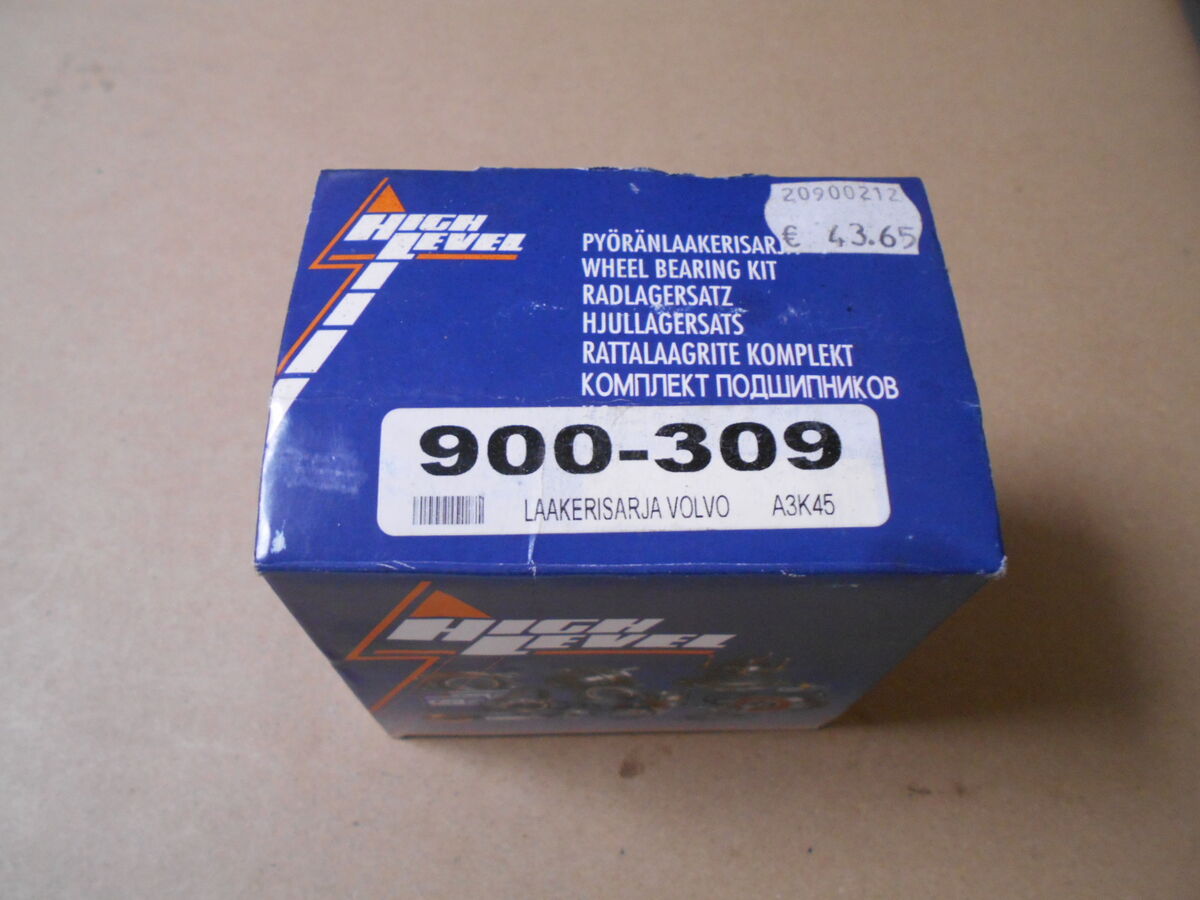 HIGH
LEVEL
20900212
€ 43.65
PYÖRÄNLAAKERISARJA
WHEEL BEARING KIT
RADLAGERSATZ
HJULLAGERSATS
RATTALAAGRITE KOMPLEKT
КОМПЛЕКТ ПОДШИПНИКОВ
900-309
LAAKERISARJA VOLVO A3K45
HIGH
LEVEL